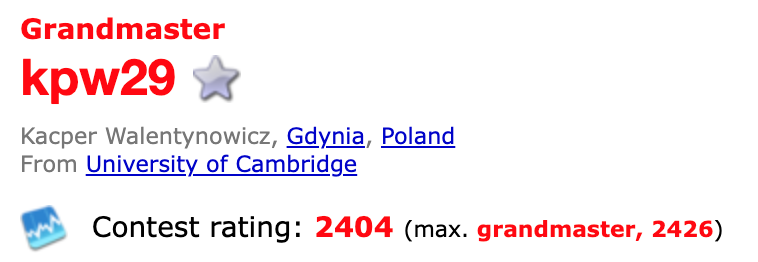 Grandmaster
kpw29
Kacper Walentynowicz, Gdynia, Poland
From University of Cambridge
Contest rating: 2404 (max. grandmaster, 2426)